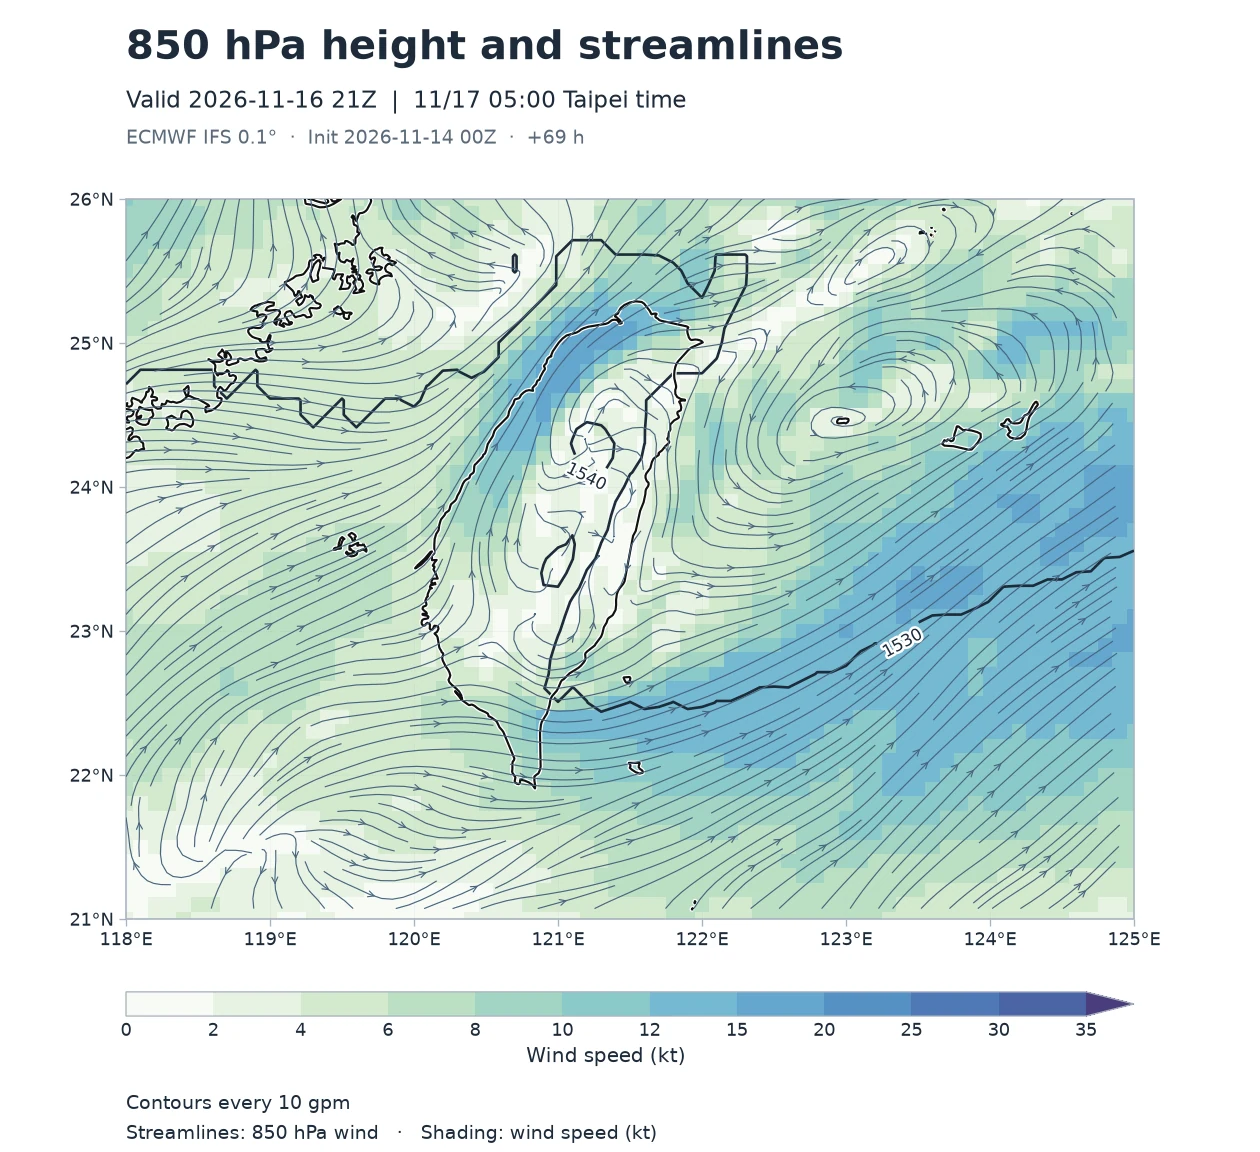 850 hPa height and streamlines
Valid 2026-11-16 21Z | 11/17 05:00 Taipei time
ECMWF IFS 0.1° · Init 2026-11-14 00Z · +69 h
26°N
25°N
24°N
23°N
22°N
21°N
1540
1530
118°E 119°E 120°E 121°E 122°E 123°E 124°E 125°E
0 2 4 6 8 10 12 15 20 25 30 35
Wind speed (kt)
Contours every 10 gpm
Streamlines: 850 hPa wind · Shading: wind speed (kt)